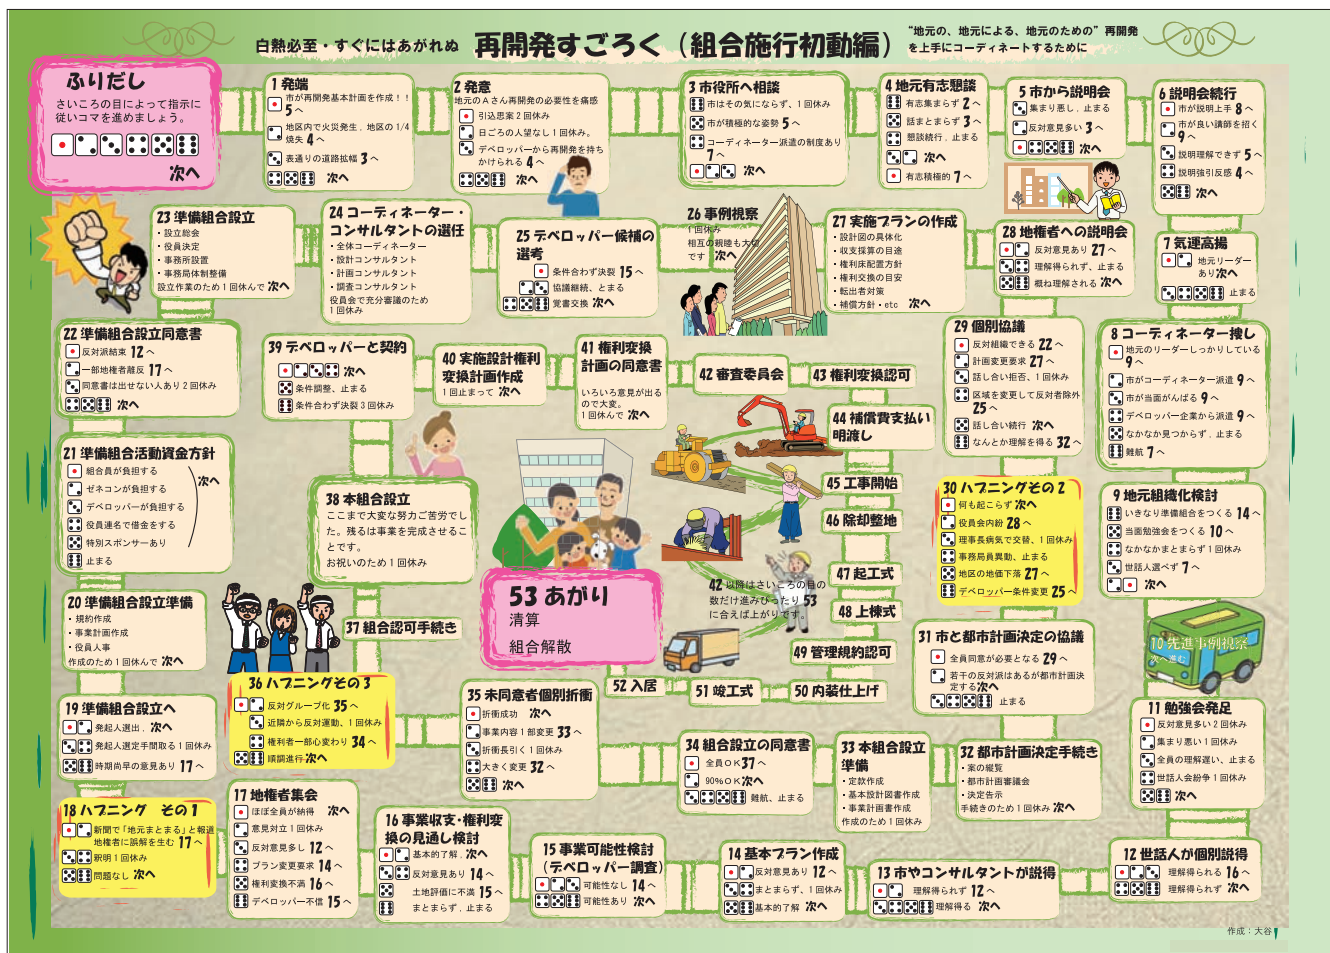 白熱必至・すぐにはあがれぬ 再開発すごろく（組合施行初動編）
“地元の、地元による、地元のための”再開発
を上手にコーディネートするために
ふりだし
さいころの目によって指示に
従いコマを進めましょう。
次へ
1 発端
市が再開発基本計画を作成！！
5へ
地区内で火災発生．地区の1/4
焼失 4へ
表通りの道路拡幅 3へ
次へ
2 発意
地元のAさん再開発の必要性を痛感
引込思案2回休み
日ごろの人望なし1回休み。
デベロッパーから再開発を持ち
かけられる 4へ
次へ
3 市役所へ相談
市はその気にならず、1回休み
市が積極的な姿勢 5へ
コーディネーター派遣の制度あり
7へ
次へ
4 地元有志懇談
有志集まらず 2へ
話まとまらず 3へ
懇談続行．止まる
次へ
有志積極的 7へ
5 市から説明会
集まり悪し．止まる
反対意見多い 3へ
次へ
6 説明会続行
市が説明上手 8へ
市が良い講師を招く
9へ
説明理解できず 5へ
説明強引反感 4へ
次へ
7 気運高揚
地元リーダー
あり次へ
止まる
8 コーディネーター捜し
地元のリーダーしっかりしている
9へ
市がコーディネーター派遣 9へ
市が当面がんばる 9へ
デベロッパー企業から派遣 9へ
なかなか見つからず．止まる
難航 7へ
9 地元組織化検討
いきなり準備組合をつくる 14へ
当面勉強会をつくる 10へ
なかなかまとまらず1回休み
世話人選べず 7へ
次へ
10 先進事例視察
次へ進む
11 勉強会発足
反対意見多い2回休み
集まり悪い1回休み
全員の理解遅い、止まる
世話人会紛争1回休み
次へ
12 世話人が個別説得
理解得られる 16へ
理解得られず 次へ
13 市やコンサルタントが説得
理解得られず 12へ
理解得る 次へ
14 基本プラン作成
反対意見あり 12へ
まとまらず、1回休み
基本的了解 次へ
15 事業可能性検討
（デベロッパー調査）
可能性なし 14へ
可能性あり 次へ
16 事業収支・権利変
換の見通し検討
基本的了解．次へ
反対意見あり 14へ
土地評価に不満 15へ
まとまらず．止まる
17 地権者集会
ほぼ全員が納得 次へ
意見対立1回休み
反対意見多し 12へ
プラン変更要求 14へ
権利変換不満 16へ
デベロッパー不信 15へ
18 ハプニング その1
新聞で「地元まとまる」と報道
地権者に誤解を生む 17へ
釈明1回休み
問題なし 次へ
19 準備組合設立へ
発起人選出．次へ
発起人選定手間取る1回休み
時期尚早の意見あり 17へ
20 準備組合設立準備
・規約作成
・事業計画作成
・役員人事
作成のため1回休んで 次へ
21 準備組合活動資金方針
組合員が負担する
ゼネコンが負担する
デベロッパーが負担する
役員連名で借金をする
特別スポンサーあり
次へ
止まる
22 準備組合設立同意書
反対派結束 12へ
一部地権者離反 17へ
同意書は出せない人あり2回休み
次へ
23 準備組合設立
・設立総会
・役員決定
・事務所設置
・事務局体制整備
設立作業のため1回休んで 次へ
24 コーディネーター・
コンサルタントの選任
・全体コーディネーター
・設計コンサルタント
・計画コンサルタント
・調査コンサルタント
役員会で充分審議のため
1回休み
25 デベロッパー候補の
選考
条件合わず決裂 15へ
協議継続、とまる
覚書交換 次へ
26 事例視察
1回休み
相互の親睦も大切
です 次へ
27 実施プランの作成
・設計図の具体化
・収支採算の目途
・権利床配置方針
・権利交換の目安
・転出者対策
・補償方針・etc 次へ
28 地権者への説明会
反対意見あり 27へ
理解得られず、止まる
概ね理解される 次へ
29 個別協議
反対組織できる 22へ
計画変更要求 27へ
話し合い拒否、1回休み
区域を変更して反対者除外
25へ
話し合い続行 次へ
なんとか理解を得る 32へ
30 ハプニングその2
何も起こらず 次へ
役員会内紛 28へ
理事長病気で交替、1回休み
事務局員異動、止まる
地区の地価下落 27へ
デベロッパー条件変更 25へ
31 市と都市計画決定の協議
全員同意が必要となる 29へ
若干の反対派はあるが都市計画決
定する次へ
止まる
32 都市計画決定手続き
・案の縦覧
・都市計画審議会
・決定告示
手続きのため1回休み 次へ
33 本組合設立
準備
・定款作成
・基本設計図書作成
・事業計画書作成
作成のため1回休み
34 組合設立の同意書
全員OK37へ
90%OK次へ
難航、止まる
35 未同意者個別折衝
折衝成功 次へ
事業内容1部変更 33へ
折衝長引く1回休み
大きく変更 32へ
次へ
36 ハプニングその3
反対グループ化 35へ
近隣から反対運動、1回休み
権利者一部心変わり 34へ
順調進行次へ
37 組合認可手続き
38 本組合設立
ここまで大変な努力ご苦労でし
た。残るは事業を完成させるこ
とです。
お祝いのため1回休み
39 デベロッパーと契約
次へ
条件調整、止まる
条件合わず決裂3回休み
40 実施設計権利
変換計画作成
1回止まって 次へ
41 権利変換
計画の同意書
いろいろ意見が出る
ので大変。
1回休んで 次へ
42 審査委員会
43 権利変換認可
44 補償費支払い
明渡し
45 工事開始
46 除却整地
47 起工式
48 上棟式
49 管理規約認可
50 内装仕上げ
51 竣工式
52 入居
42以降はさいころの目の
数だけ進みぴったり53
に合えば上がりです。
53 あがり
清算
組合解散
作成：大谷